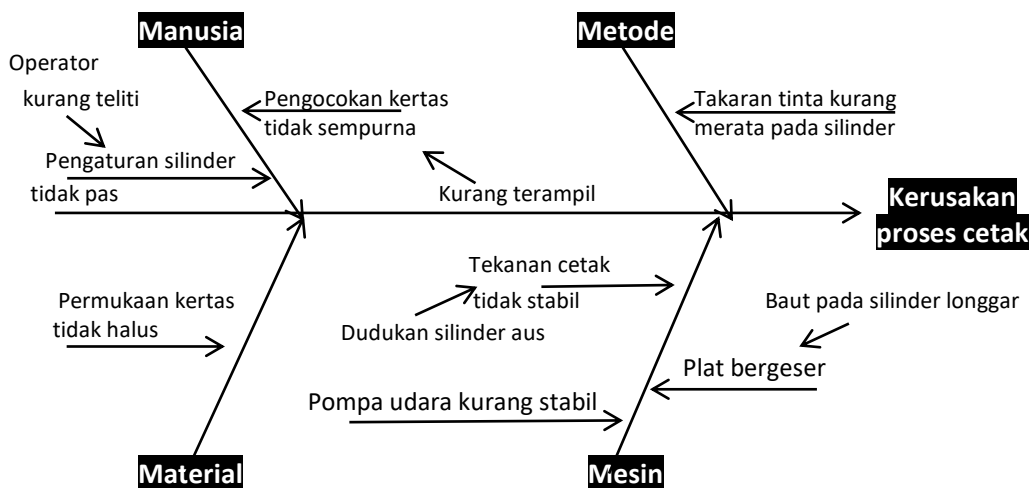 Manusia
Metode
Operator
kurang teliti
Pengocokan kertas
tidak sempurna
Takaran tinta kurang
merata pada silinder
Pengaturan silinder
tidak pas
Kurang terampil
Kerusakan
proses cetak
Tekanan cetak
tidak stabil
Dudukan silinder aus
Permukaan kertas
tidak halus
Baut pada silinder longgar
Plat bergeser
Pompa udara kurang stabil
Material
Mesin